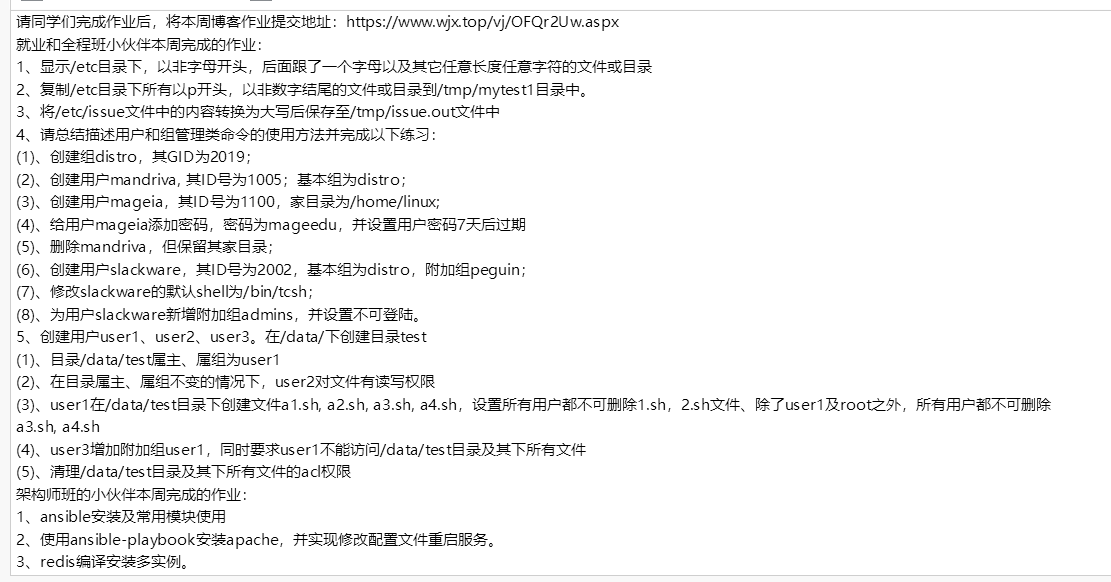 请同学们完成作业后，将本周博客作业提交地址：https://www.wjx.top/vj/OFQr2Uw.aspx
就业和全程班小伙伴本周完成的作业：
1、显示/etc目录下，以非字母开头，后面跟了一个字母以及其它任意长度任意字符的文件或目录
2、复制/etc目录下所有以p开头，以非数字结尾的文件或目录到/tmp/mytest1目录中。
3、将/etc/issue文件中的内容转换为大写后保存至/tmp/issue.out文件中
4、请总结描述用户和组管理类命令的使用方法并完成以下练习：
(1)、创建组distro，其GID为2019；
(2)、创建用户mandriva, 其ID号为1005；基本组为distro；
(3)、创建用户mageia，其ID号为1100，家目录为/home/linux;
(4)、给用户mageia添加密码，密码为mageedu，并设置用户密码7天后过期
(5)、删除mandriva，但保留其家目录；
(6)、创建用户slackware，其ID号为2002，基本组为distro，附加组peguin；
(7)、修改slackware的默认shell为/bin/tcsh；
(8)、为用户slackware新增附加组admins，并设置不可登陆。
5、创建用户user1、user2、user3。在/data/下创建目录test
(1)、目录/data/test属主、属组为user1
(2)、在目录属主、属组不变的情况下，user2对文件有读写权限
(3)、user1在/data/test目录下创建文件a1.sh, a2.sh, a3.sh, a4.sh，设置所有用户都不可删除1.sh，2.sh文件、除了user1及root之外，所有用户都不可删除
a3.sh, a4.sh
(4)、user3增加附加组user1，同时要求user1不能访问/data/test目录及其下所有文件
(5)、清理/data/test目录及其下所有文件的acl权限
架构师班的小伙伴本周完成的作业：
1、ansible安装及常用模块使用
2、使用ansible-playbook安装apache，并实现修改配置文件重启服务。
3、redis编译安装多实例。